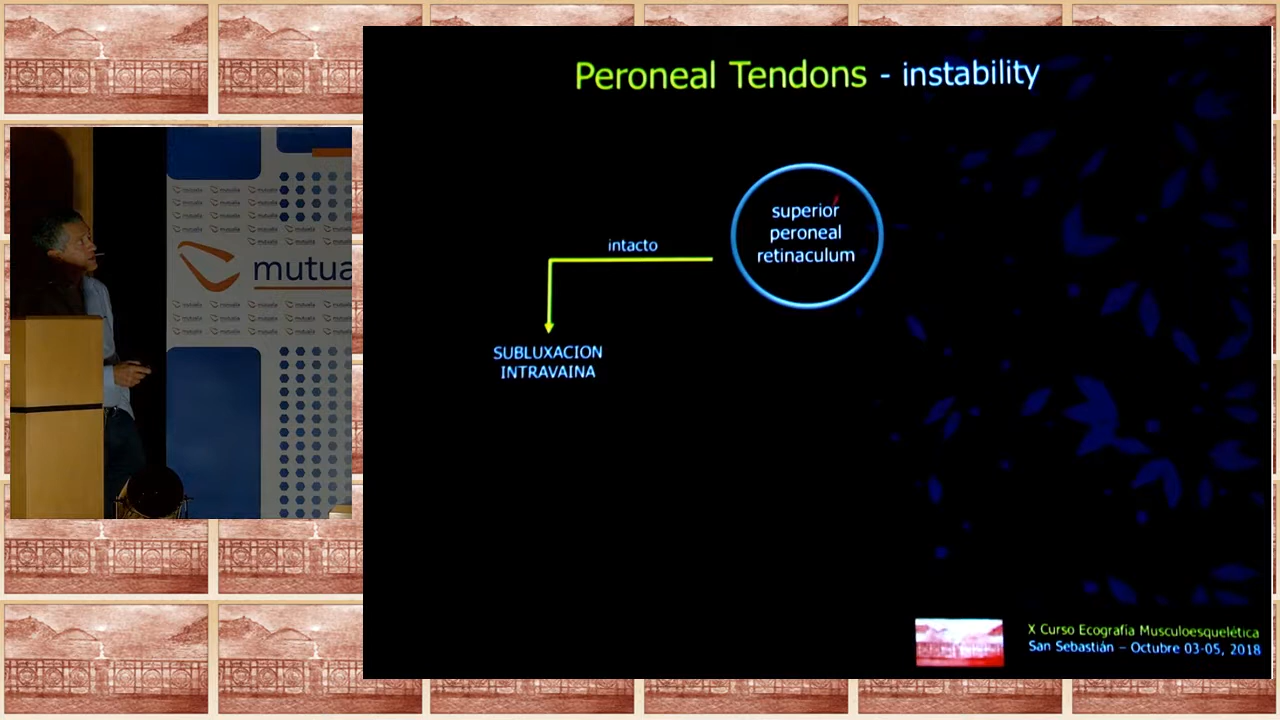 Peroneal Tendons - instability
superior
peroneal
retinaculum
intacto
SUBLUXACION
INTRAVAINA
mutua
X Curso Ecografía Musculoesquelética
San Sebastián – Octubre 03-05, 2018